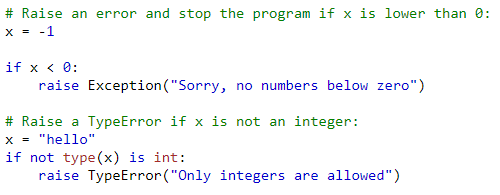 # Raise an error and stop the program if x is lower than 0:
x = -1
if x < 0:
    raise Exception("Sorry, no numbers below zero")
# Raise a TypeError if x is not an integer:
x = "hello"
if not type(x) is int:
    raise TypeError("Only integers are allowed")